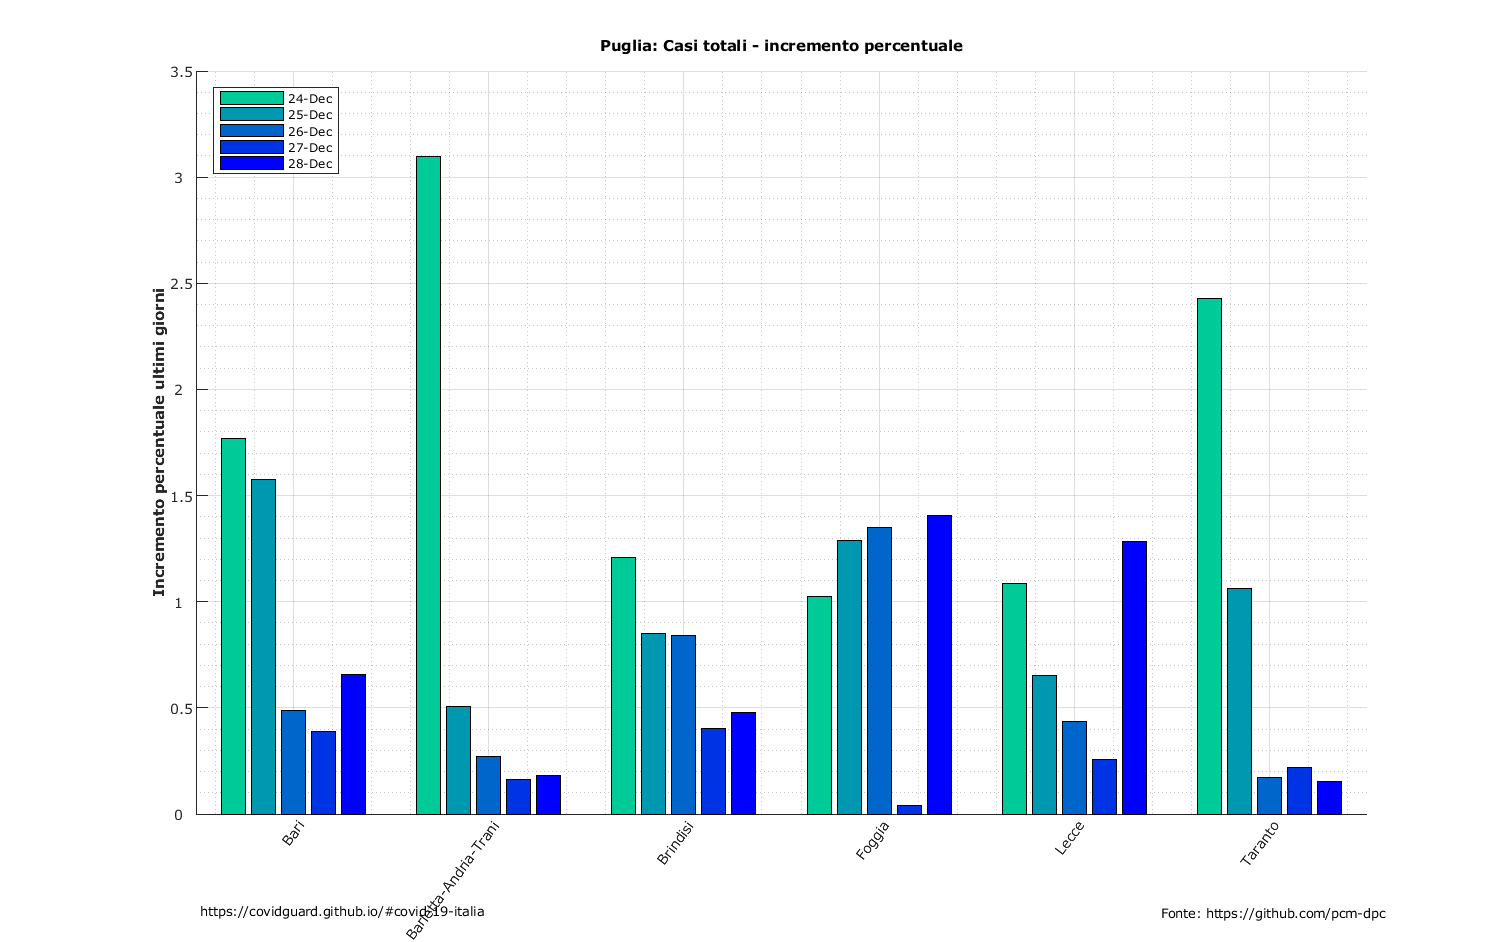 Puglia: Casi totali - incremento percentuale
3.5
3
2.5
2
1.5
1
0.5
0
Incremento percentuale ultimi giorni
24-Dec
25-Dec
26-Dec
27-Dec
28-Dec
Bari
Barletta-Andria-Trani
Brindisi
Foggia
Lecce
Taranto
https://covidguard.github.io/#covid-19-italia
Fonte: https://github.com/pcm-dpc